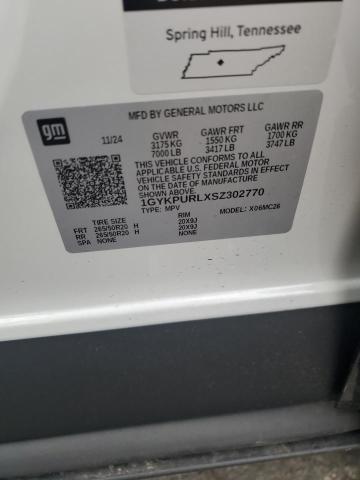 Spring Hill, Tennessee
gm
MFD BY GENERAL MOTORS LLC
11/24 GVWR GAWR FRT GAWR RR
3175 KG 1550 KG 1700 KG
7000 LB 3417 LB 3747 LB
THIS VEHICLE CONFORMS TO ALL
APPLICABLE U.S. FEDERAL MOTOR
VEHICLE SAFETY STANDARDS IN EFFECT
ON THE DATE OF MANUFACTURE
SHOWN ABOVE.
1GYKPURLXSZ302770
TYPE: MPV MODEL: X06MC26
TIRE SIZE RIM
FRT 265/50R20 H 20X9J
RR 265/50R20 H 20X9J
SPA NONE NONE